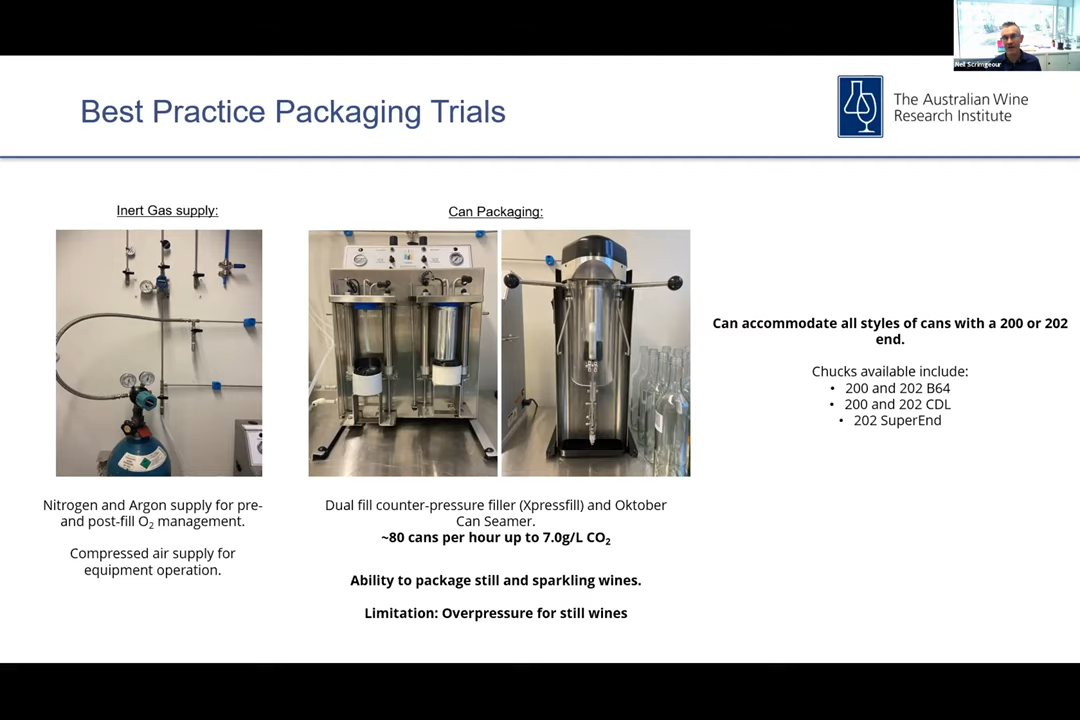 Neil Scrimgeour
Best Practice Packaging Trials
The Australian Wine
Research Institute
Inert Gas supply:
Can Packaging:
Nitrogen and Argon supply for pre-
and post-fill O₂ management.
Compressed air supply for
equipment operation.
Dual fill counter-pressure filler (Xpressfill) and Oktober
Can Seamer.
~80 cans per hour up to 7.0g/L CO₂
Ability to package still and sparkling wines.
Limitation: Overpressure for still wines
Can accommodate all styles of cans with a 200 or 202
end.
Chucks available include:
• 200 and 202 B64
• 200 and 202 CDL
• 202 SuperEnd